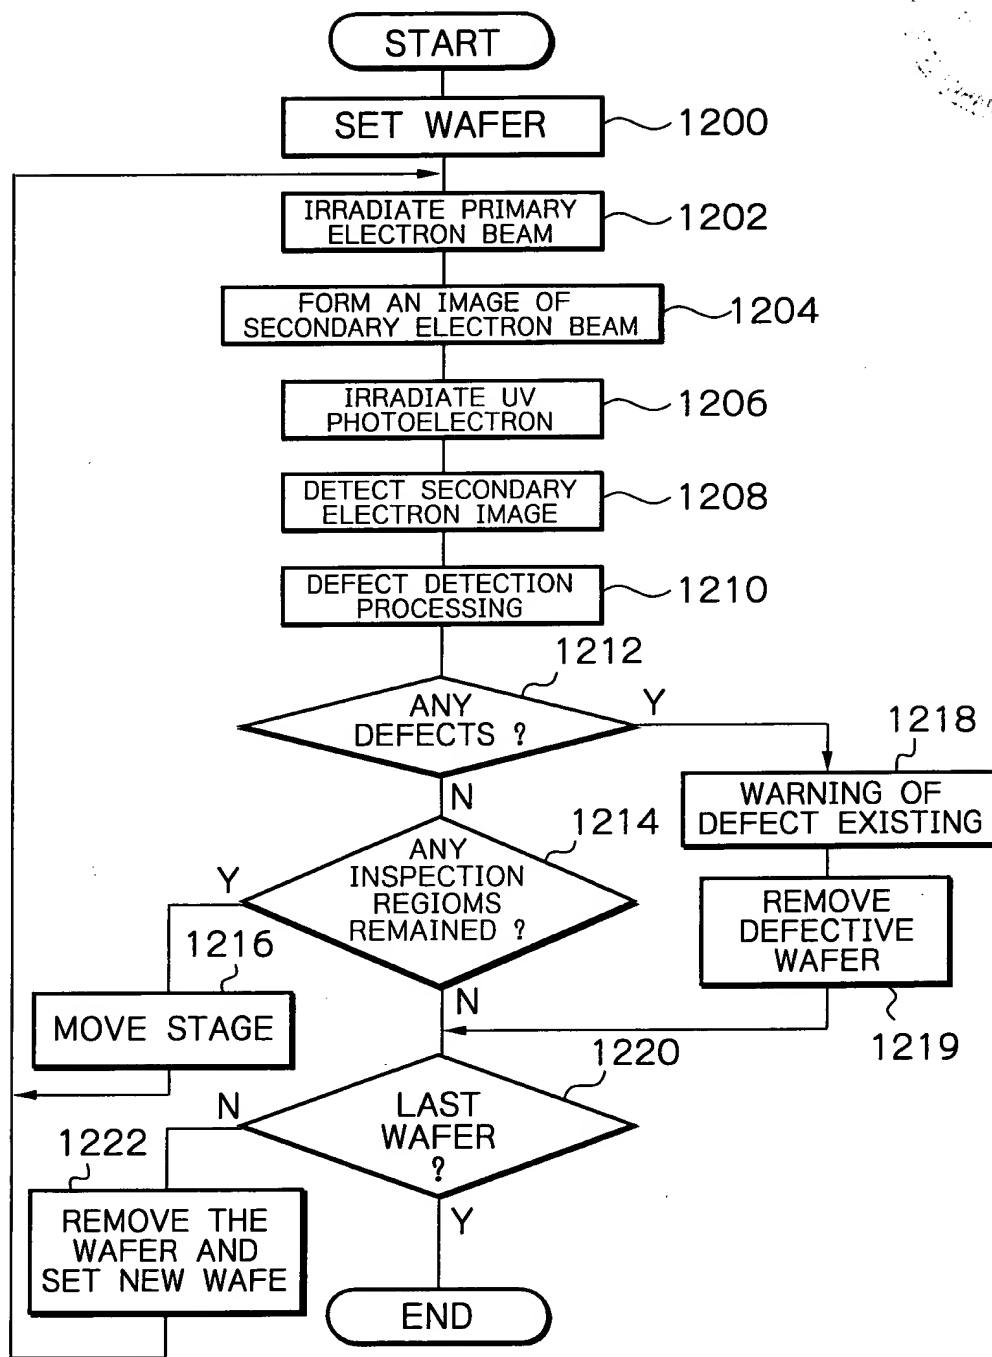 START
SET WAFER
1200
IRRADIATE PRIMARY
ELECTRON BEAM
1202
FORM AN IMAGE OF
SECONDARY ELECTRON BEAM
1204
IRRADIATE UV
PHOTOELECTRON
1206
DETECT SECONDARY
ELECTRON IMAGE
1208
DEFECT DETECTION
PROCESSING
1210
1212
ANY
DEFECTS ?
Y
N
1218
WARNING OF
DEFECT EXISTING
1214
ANY
INSPECTION
REGIOMS
REMAINED ?
Y
N
REMOVE
DEFECTIVE
WAFER
1219
1216
MOVE STAGE
1220
LAST
WAFER
?
N
Y
1222
REMOVE THE
WAFER AND
SET NEW WAFE
END